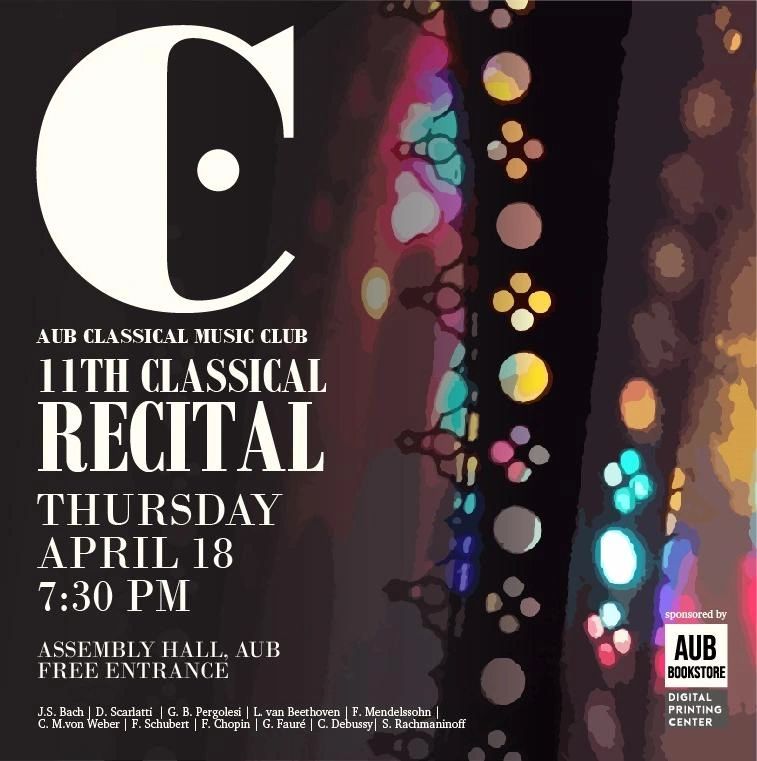 C
AUB CLASSICAL MUSIC CLUB
11TH CLASSICAL
RECITAL
THURSDAY
APRIL 18
7:30 PM
ASSEMBLY HALL, AUB
FREE ENTRANCE
J.S. Bach | D. Scarlatti | G. B. Pergolesi | L. van Beethoven | F. Mendelssohn |
C. M.von Weber | F. Schubert | F. Chopin | G. Fauré | C. Debussy| S. Rachmaninoff
sponsored by
AUB
BOOKSTORE
DIGITAL
PRINTING
CENTER